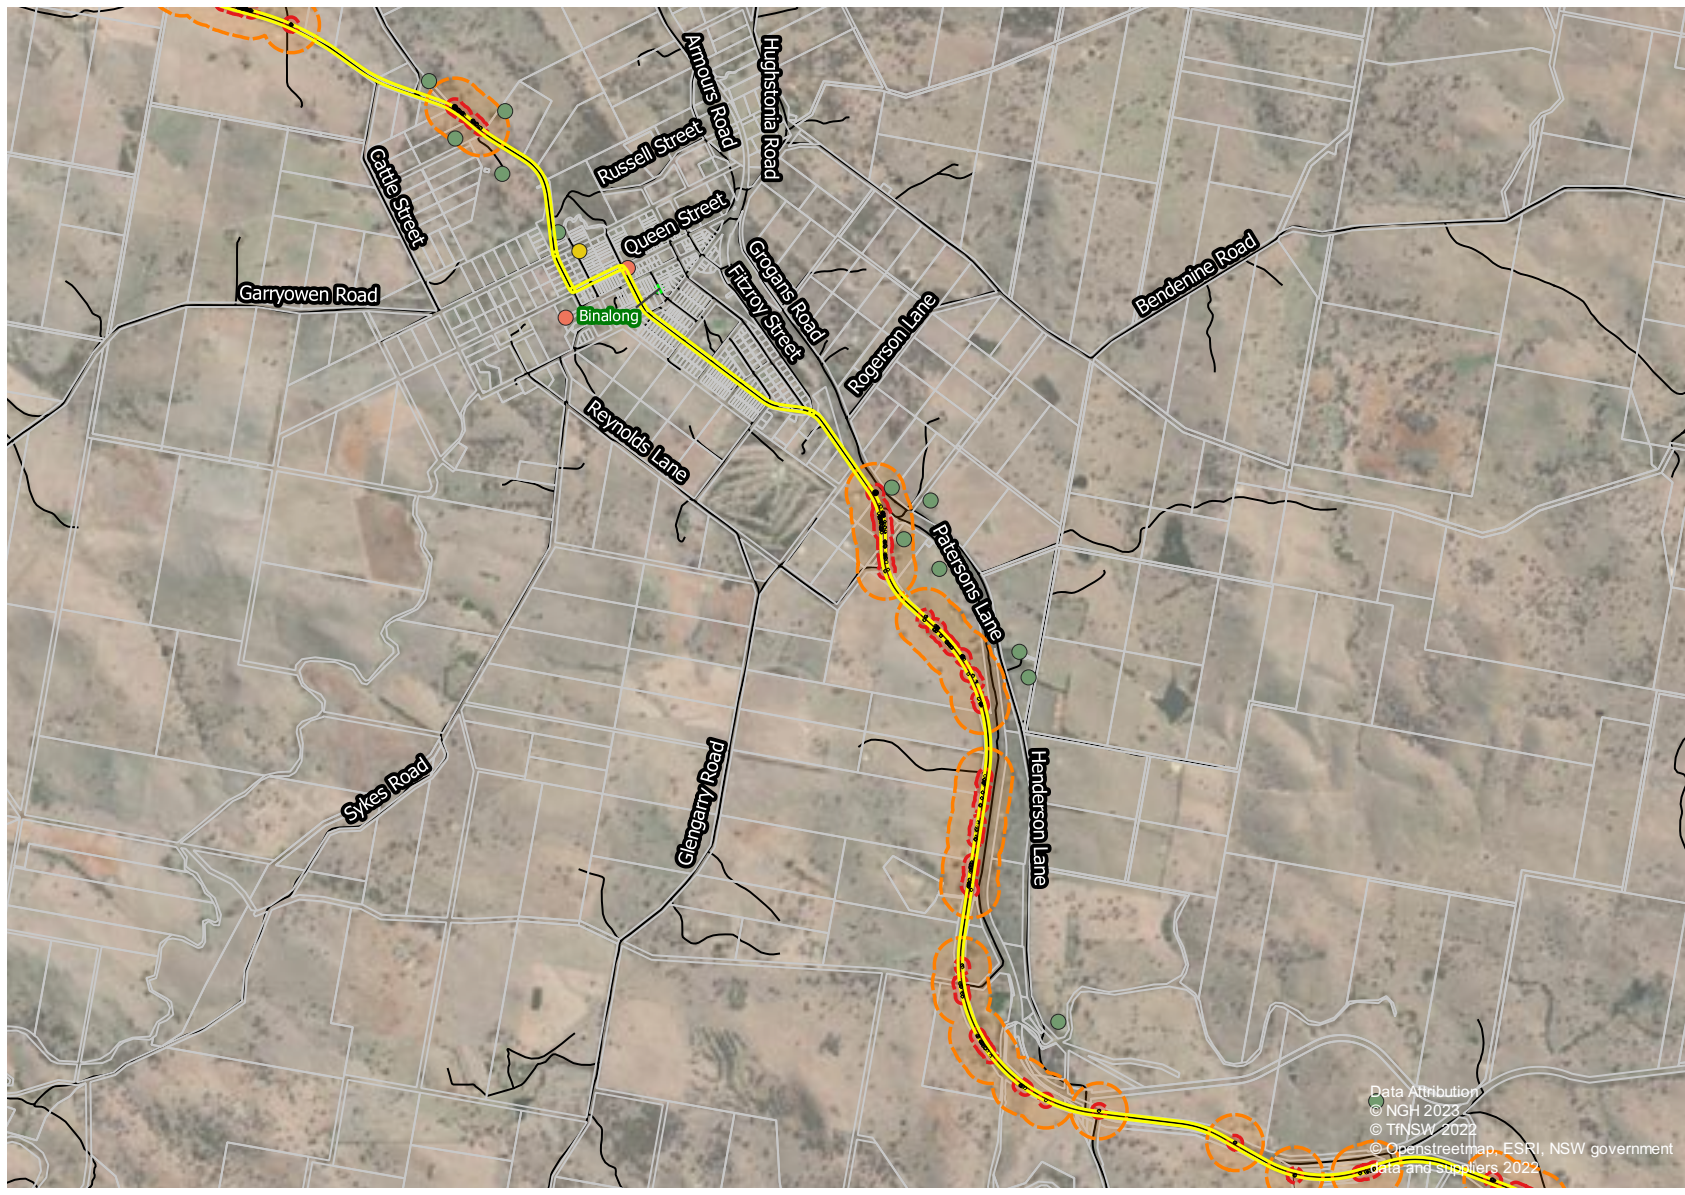 Armours Road
Hughstonia Road
Russell Street
Cattle Street
Queen Street
Grogans Road
Fitzroy Street
Bendenine Road
Garryowen Road
Binalong
Rogerson Lane
Reynolds Lane
Patersons Lane
Glengarry Road
Henderson Lane
Sykes Road
Data Attribution
© NGH 2023
© TfNSW 2022
© Openstreetmap, ESRI, NSW government
data and suppliers 2022